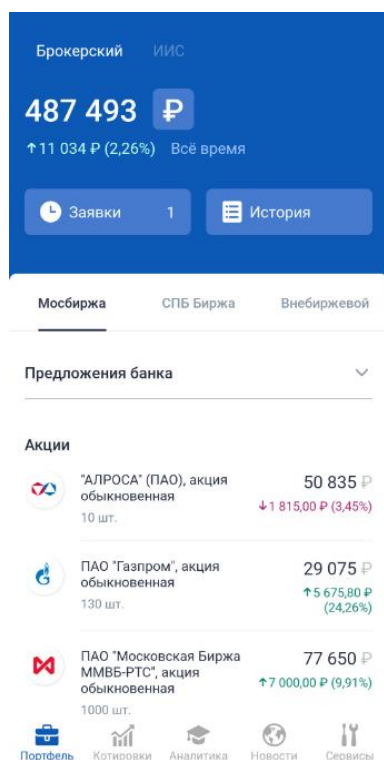 Брокерский ИИС
487 493 ₽
↑11 034 ₽ (2,26%) Всё время
Заявки 1 История
Мосбиржа СПБ Биржа Внебиржевой
Предложения банка
Акции
"АЛРОСА" (ПАО), акция
обыкновенная
10 шт.
50 835 ₽
↓1 815,00 ₽ (3,45%)
ПАО "Газпром", акция
обыкновенная
130 шт.
29 075 ₽
↑5 675,80 ₽
(24,26%)
ПАО "Московская Биржа
ММВБ-РТС", акция
обыкновенная
1000 шт.
77 650 ₽
↑7 000,00 ₽ (9,91%)
Портфель Котировки Аналитика Новости Сервисы